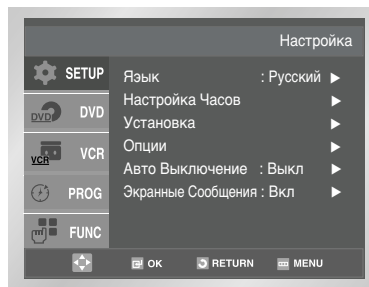 Настройка
SETUP
Язык : Русский ►
DVD DVD
Настройка Часов ►
Установка ►
VCR VCR
Опции ►
Авто Выключение : Выкл ►
PROG
Экранные Сообщения : Вкл ►
FUNC
OK RETURN MENU